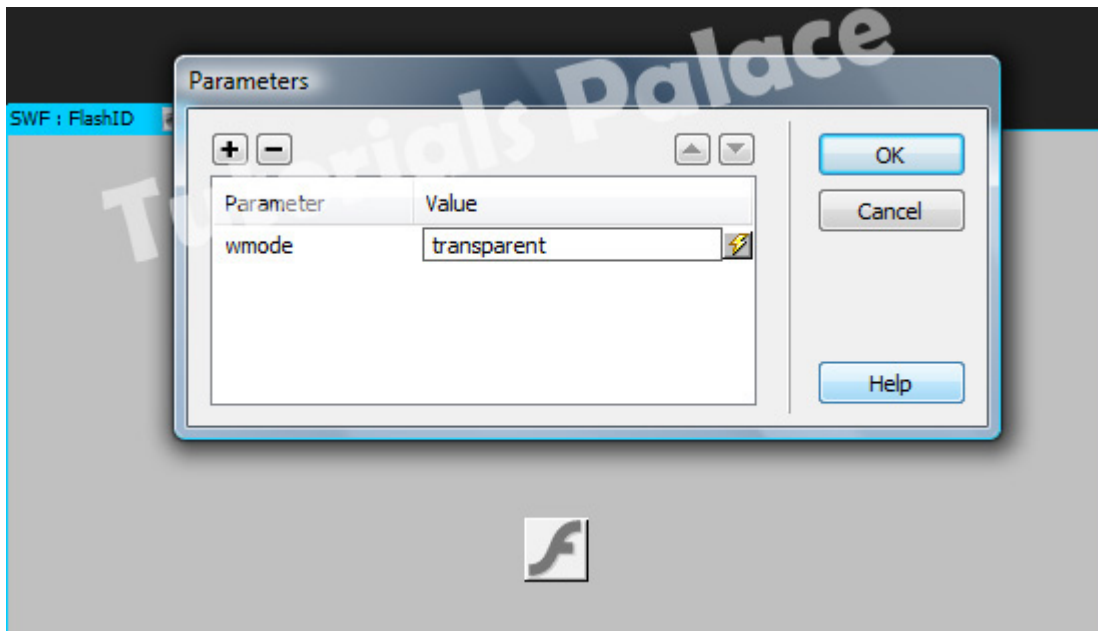 Tutorials Palace
Parameters
SWF : FlashID
OK
Parameter Value
Cancel
wmode transparent
Help